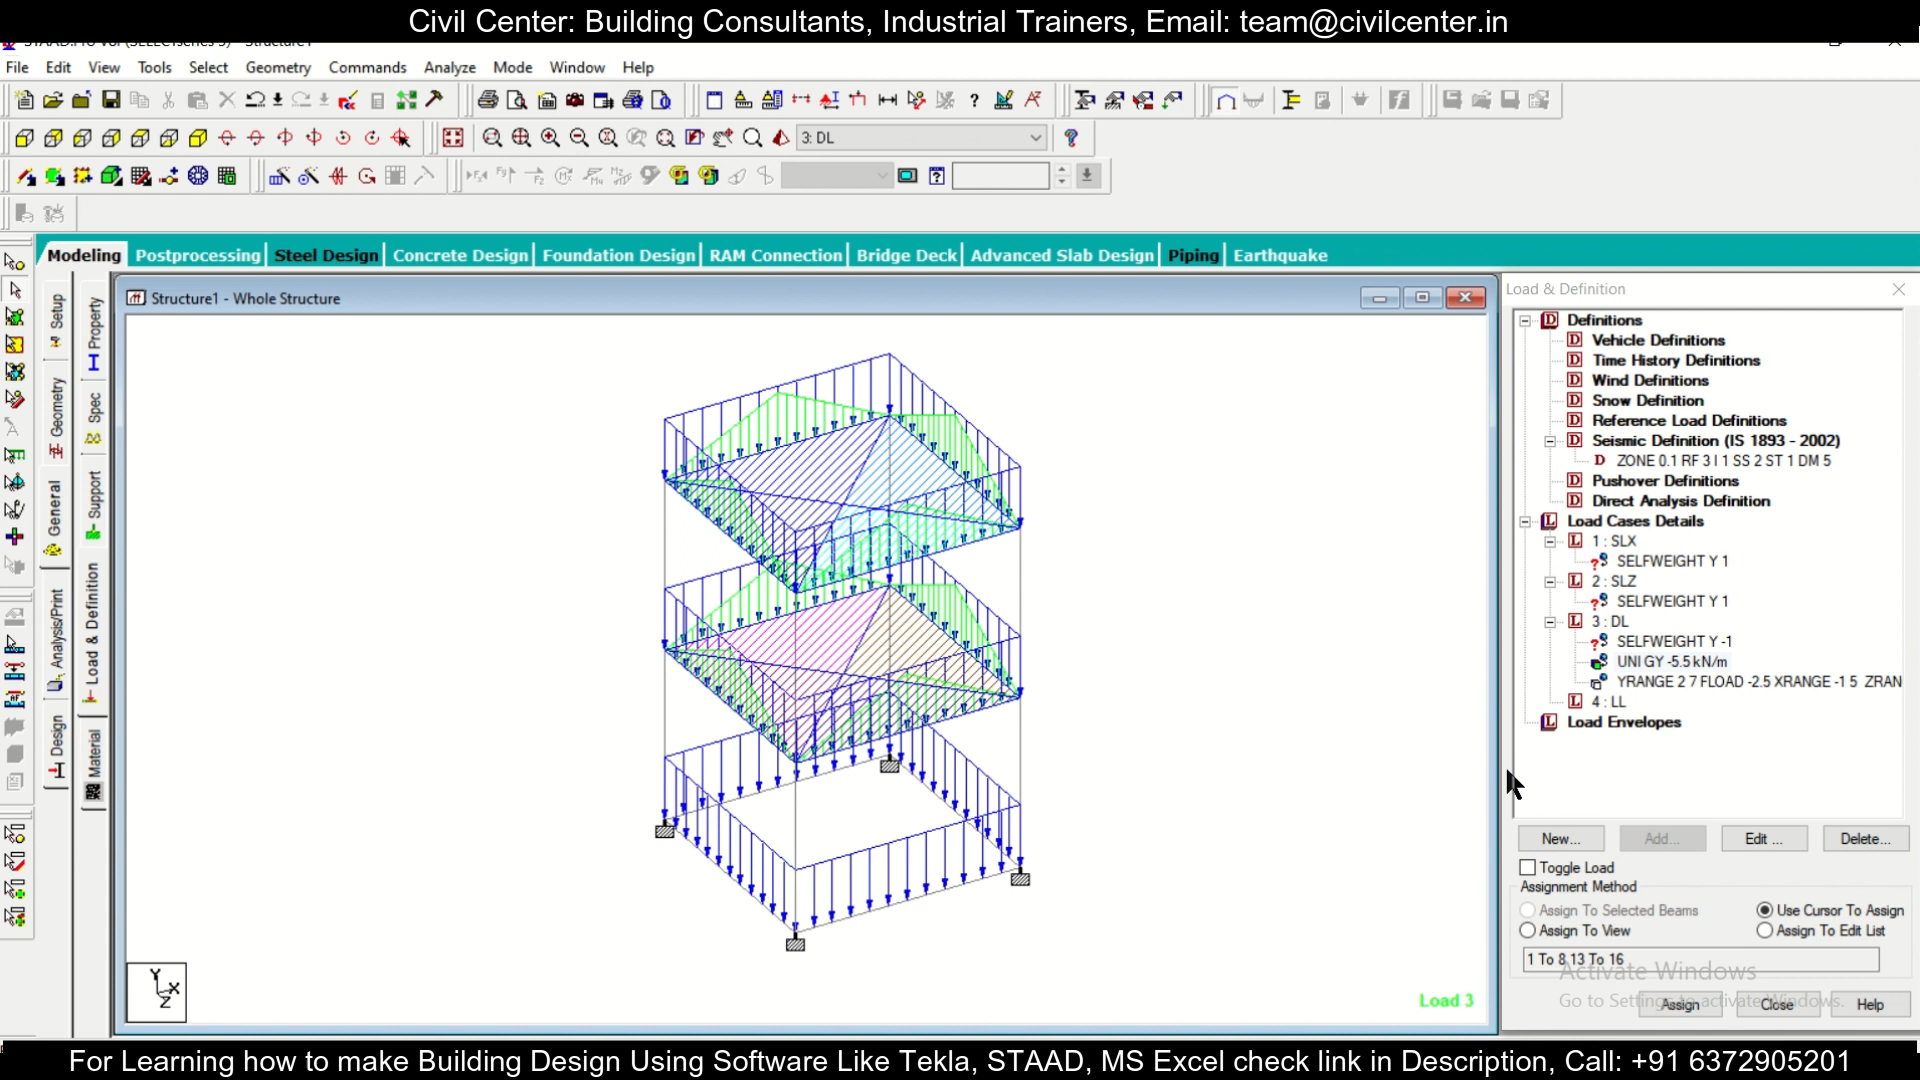 Civil Center: Building Consultants, Industrial Trainers, Email: team@civilcenter.in
File Edit View Tools Select Geometry Commands Analyze Mode Window Help
3: DL
Modeling Postprocessing Steel Design Concrete Design Foundation Design RAM Connection Bridge Deck Advanced Slab Design Piping Earthquake
Setup
Geometry
General
Analysis/Print
Design
Property
Spec
Support
Load & Definition
Material
Structure1 - Whole Structure
Y
X
Z
Load 3
Load & Definition
Definitions
Vehicle Definitions
Time History Definitions
Wind Definitions
Snow Definition
Reference Load Definitions
Seismic Definition (IS 1893 - 2002)
ZONE 0.1 RF 3 I 1 SS 2 ST 1 DM 5
Pushover Definitions
Direct Analysis Definition
Load Cases Details
1 : SLX
SELFWEIGHT Y 1
2 : SLZ
SELFWEIGHT Y 1
3 : DL
SELFWEIGHT Y -1
UNI GY -5.5 kN/m
YRANGE 2 7 FLOAD -2.5 XRANGE -1 5 ZRAN
4 : LL
Load Envelopes
New... Add... Edit ... Delete...
Toggle Load
Assignment Method
Assign To Selected Beams Use Cursor To Assign
Assign To View Assign To Edit List
1 To 8 13 To 16
Activate Windows
Go to Settings to activate Windows.
Assign Close Help
For Learning how to make Building Design Using Software Like Tekla, STAAD, MS Excel check link in Description, Call: +91 6372905201